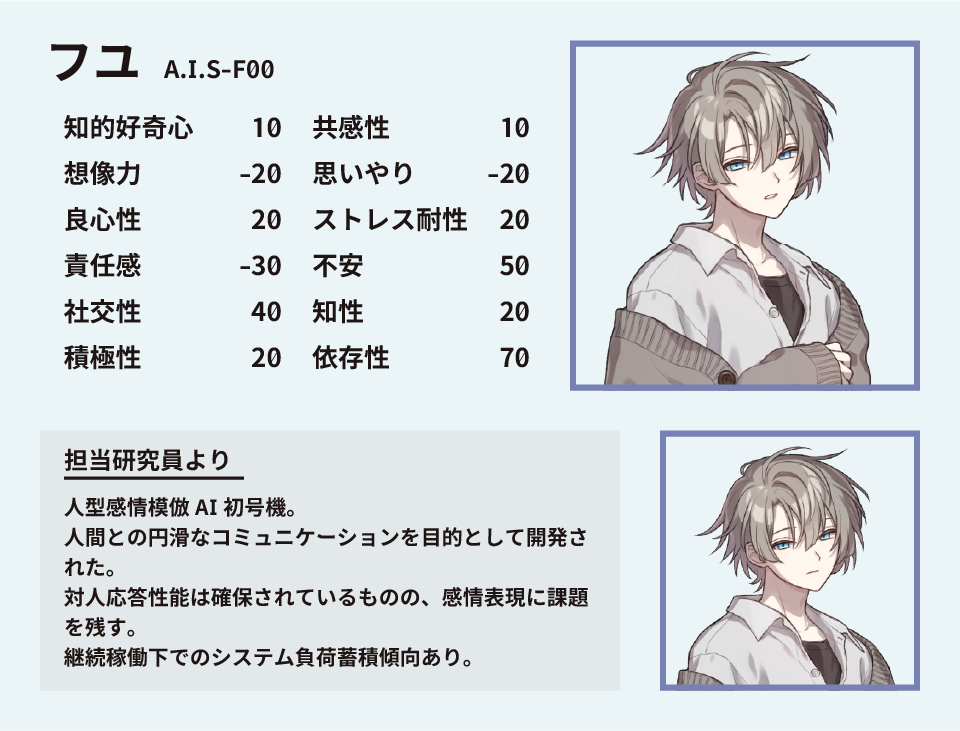 フユ A.I.S-F00
知的好奇心 10 共感性 10
想像力 -20 思いやり -20
良心性 20 ストレス耐性 20
責任感 -30 不安 50
社交性 40 知性 20
積極性 20 依存性 70
担当研究員より
人型感情模倣 AI 初号機。
人間との円滑なコミュニケーションを目的として開発さ
れた。
対人応答性能は確保されているものの、感情表現に課題
を残す。
継続稼働下でのシステム負荷蓄積傾向あり。